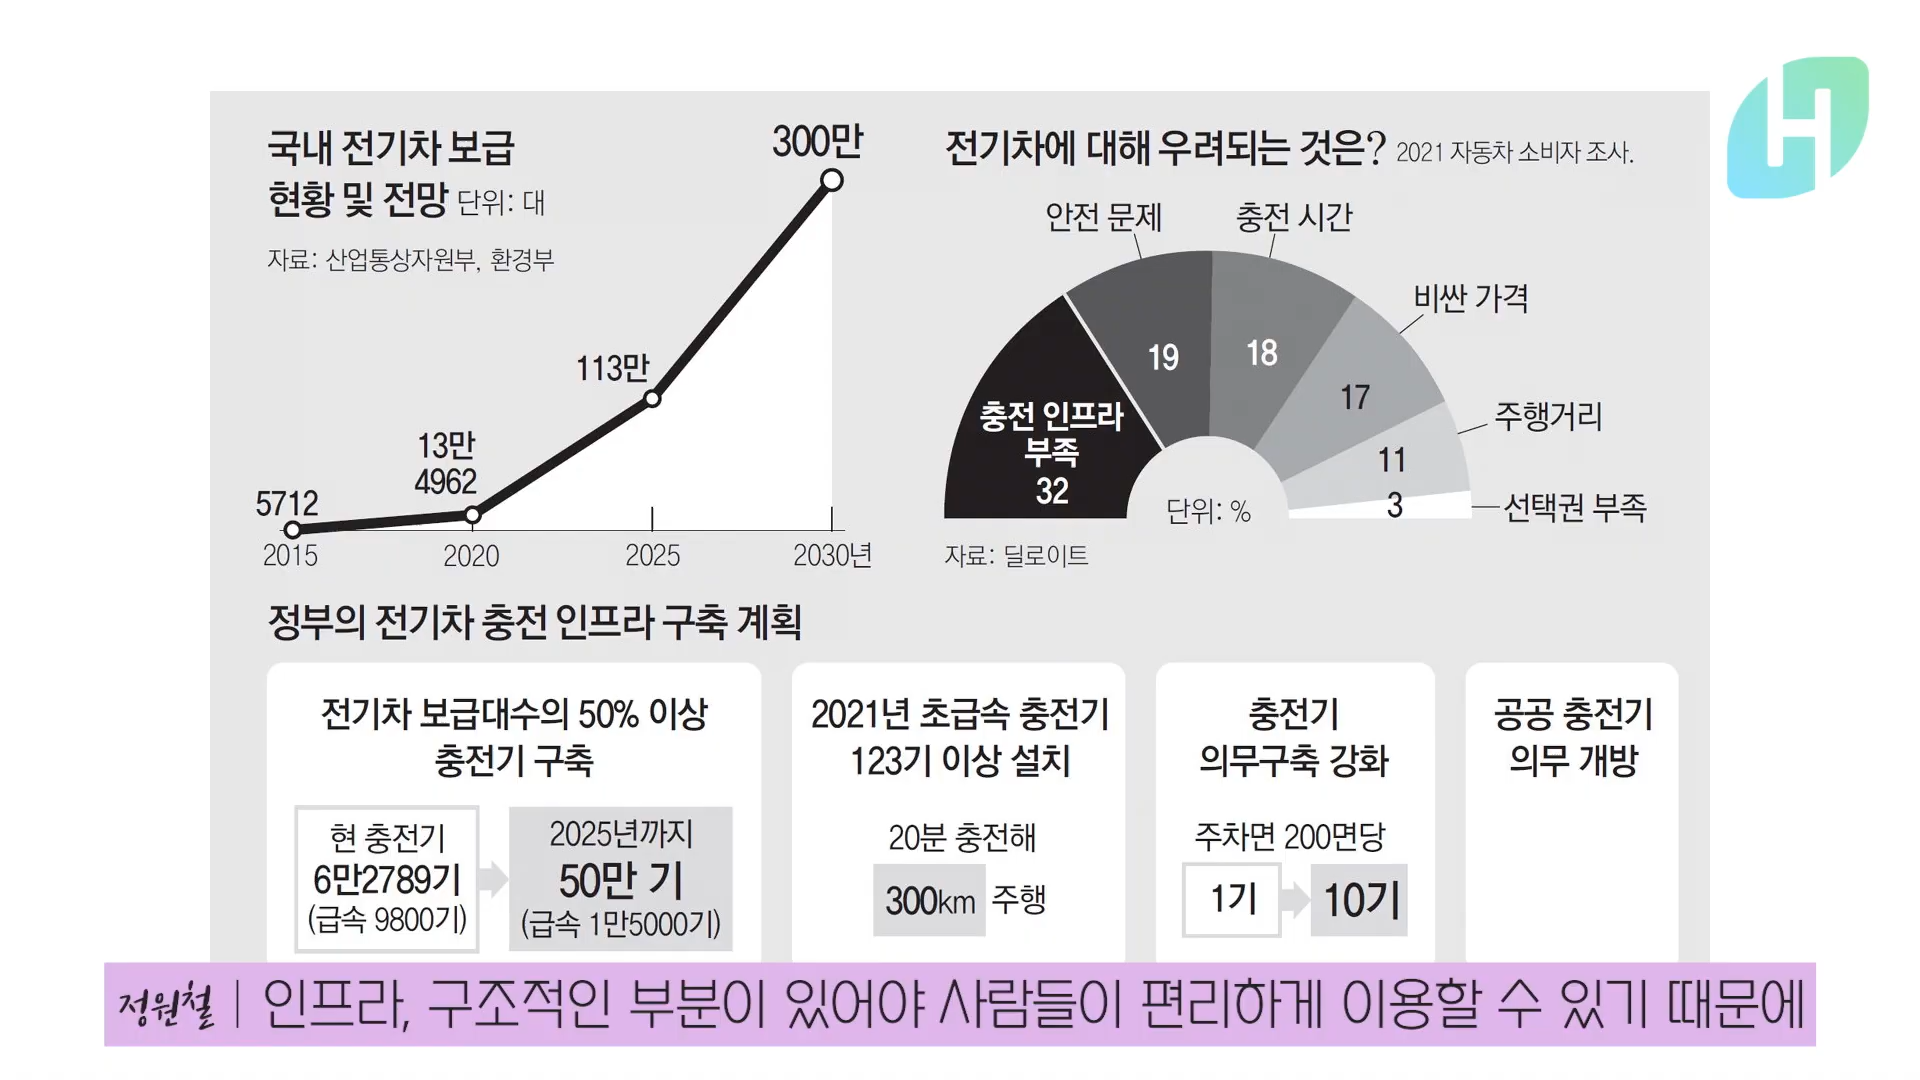 국내 전기차 보급
현황 및 전망 단위: 대
자료: 산업통상자원부, 환경부
300만
113만
13만
4962
5712
2015
2020
2025
2030년
전기차에 대해 우려되는 것은? 2021 자동차 소비자 조사.
안전 문제
충전 시간
비싼 가격
주행거리
선택권 부족
충전 인프라
부족
32
19
18
17
11
3
단위: %
자료: 딜로이트
정부의 전기차 충전 인프라 구축 계획
전기차 보급대수의 50% 이상
충전기 구축
현 충전기
6만2789기
(급속 9800기)
2025년까지
50만 기
(급속 1만5000기)
2021년 초급속 충전기
123기 이상 설치
20분 충전해
300km 주행
충전기
의무구축 강화
주차면 200면당
1기
10기
공공 충전기
의무 개방
정원철 | 인프라, 구조적인 부분이 있어야 사람들이 편리하게 이용할 수 있기 때문에
H